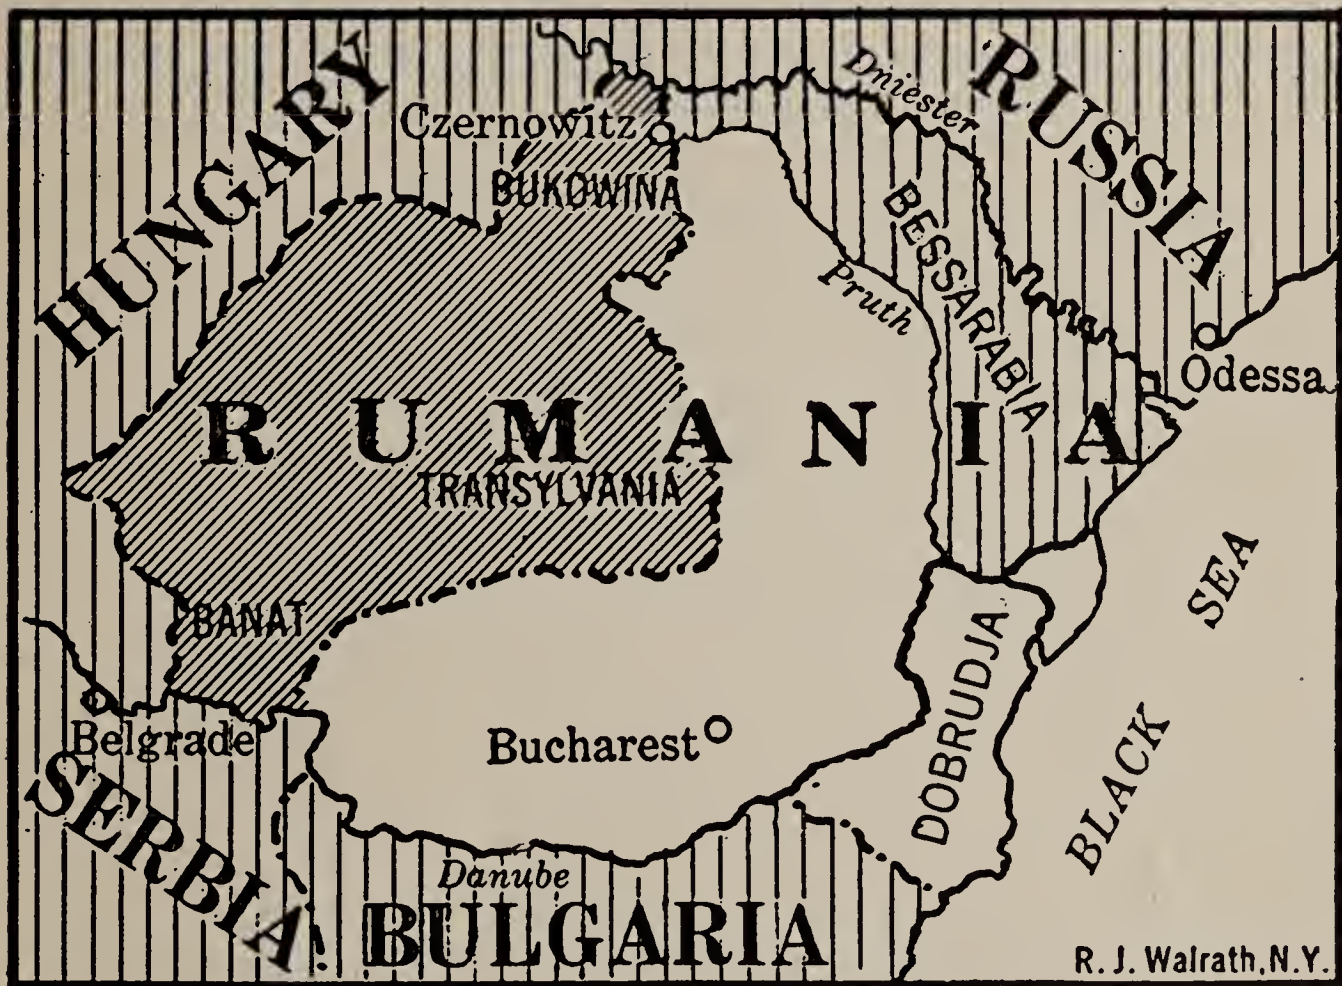 HUNGARY
RUSSIA
Dniester
Czernowitz
BUKOWINA
BESSARABIA
Pruth
Odessa
RUMANIA
TRANSYLVANIA
BANAT
Belgrade
SERBIA
Bucharest
DOBRUDJA
BLACK SEA
Danube
BULGARIA
R. J. Walrath, N.Y.